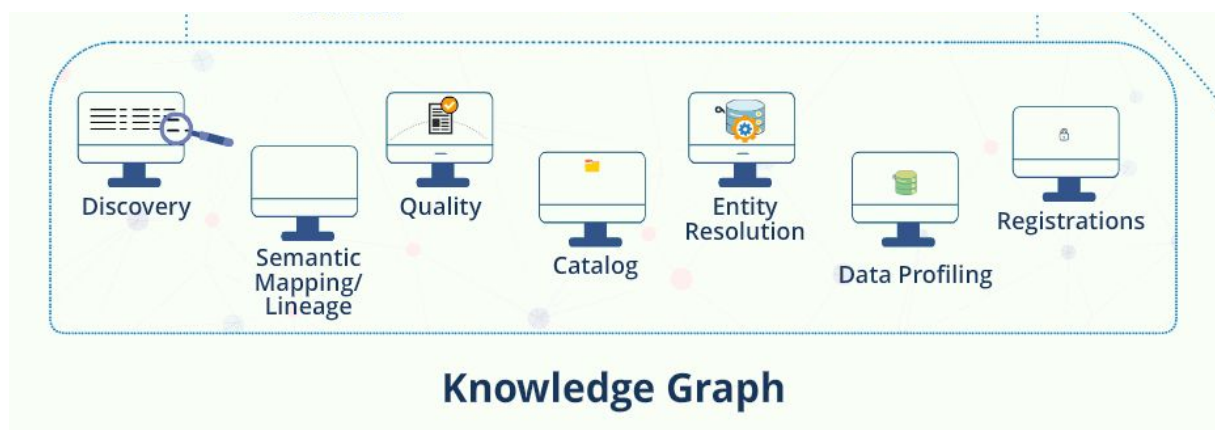 Discovery
Semantic
Mapping/
Lineage
Quality
Catalog
Entity
Resolution
Data Profiling
Registrations
Knowledge Graph